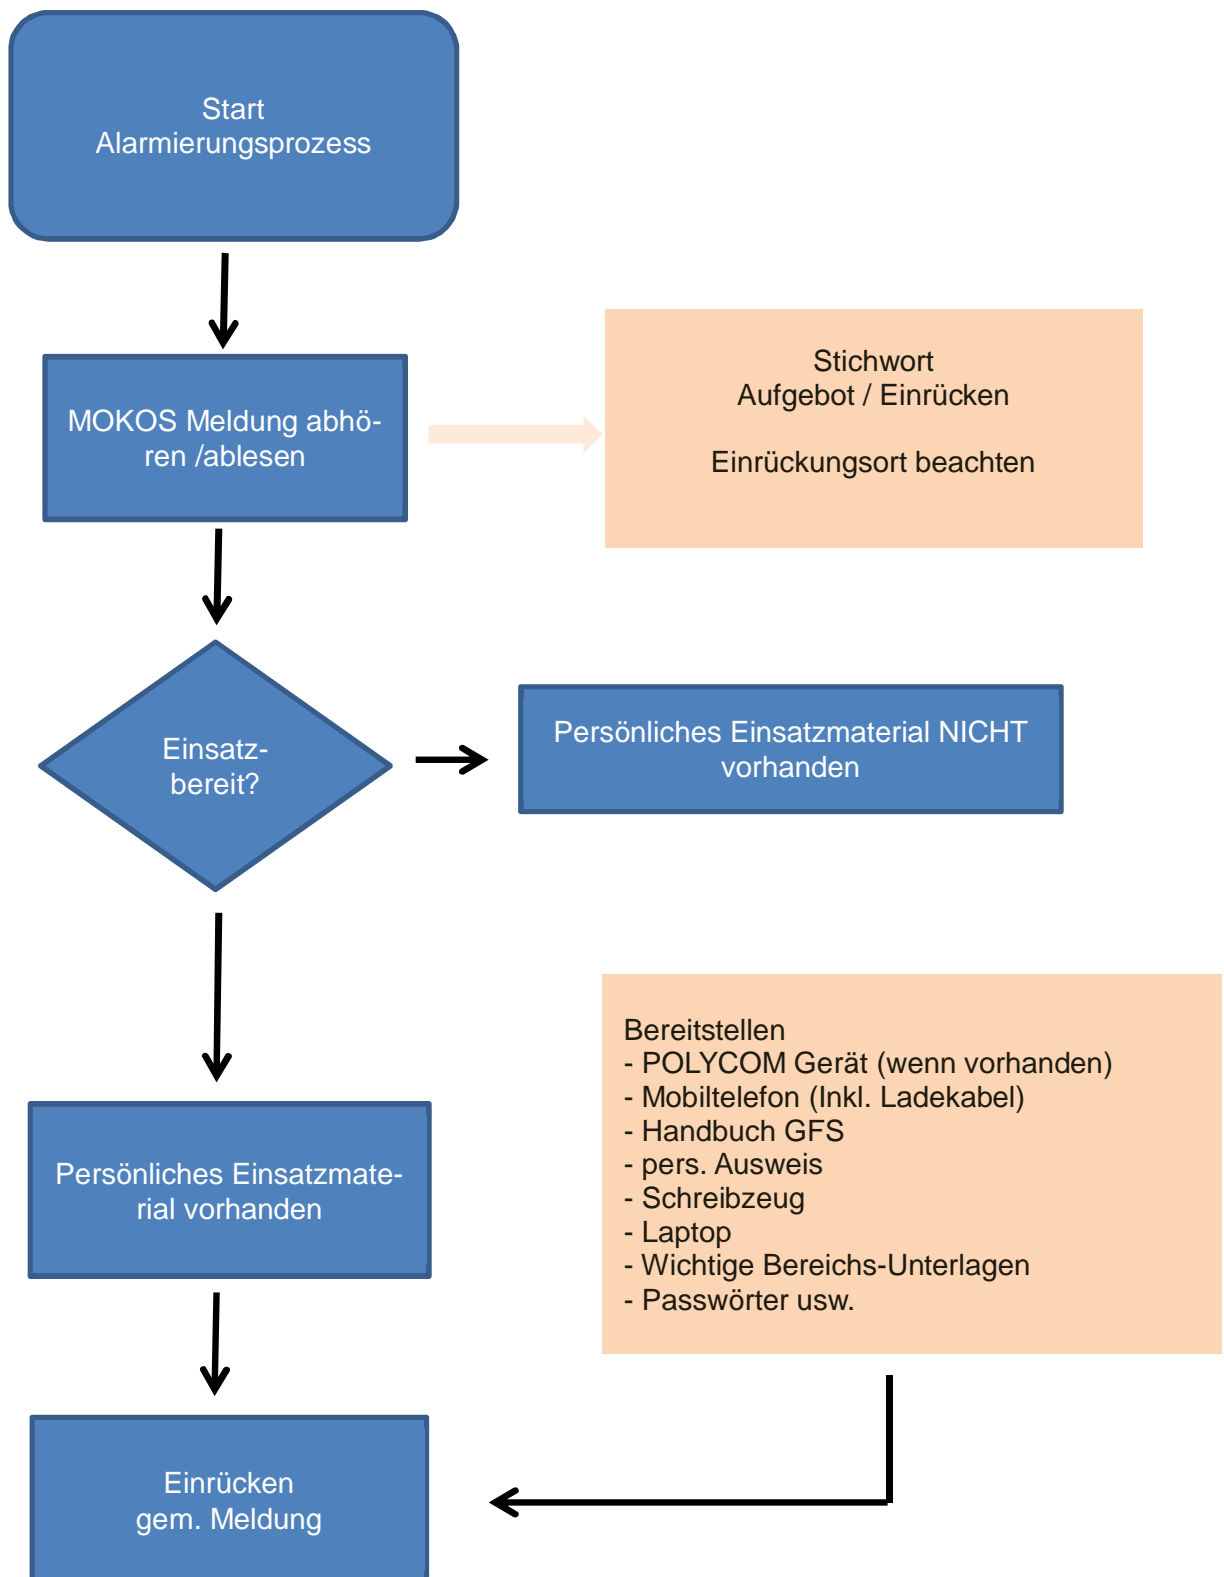 Start
Alarmierungsprozess
MOKOS Meldung abhö-
ren /ablesen
Stichwort
Aufgebot / Einrücken
Einrückungsort beachten
Einsatz-
bereit?
Persönliches Einsatzmaterial NICHT
vorhanden
Persönliches Einsatzmate-
rial vorhanden
Bereitstellen
- POLYCOM Gerät (wenn vorhanden)
- Mobiltelefon (Inkl. Ladekabel)
- Handbuch GFS
- pers. Ausweis
- Schreibzeug
- Laptop
- Wichtige Bereichs-Unterlagen
- Passwörter usw.
Einrücken
gem. Meldung